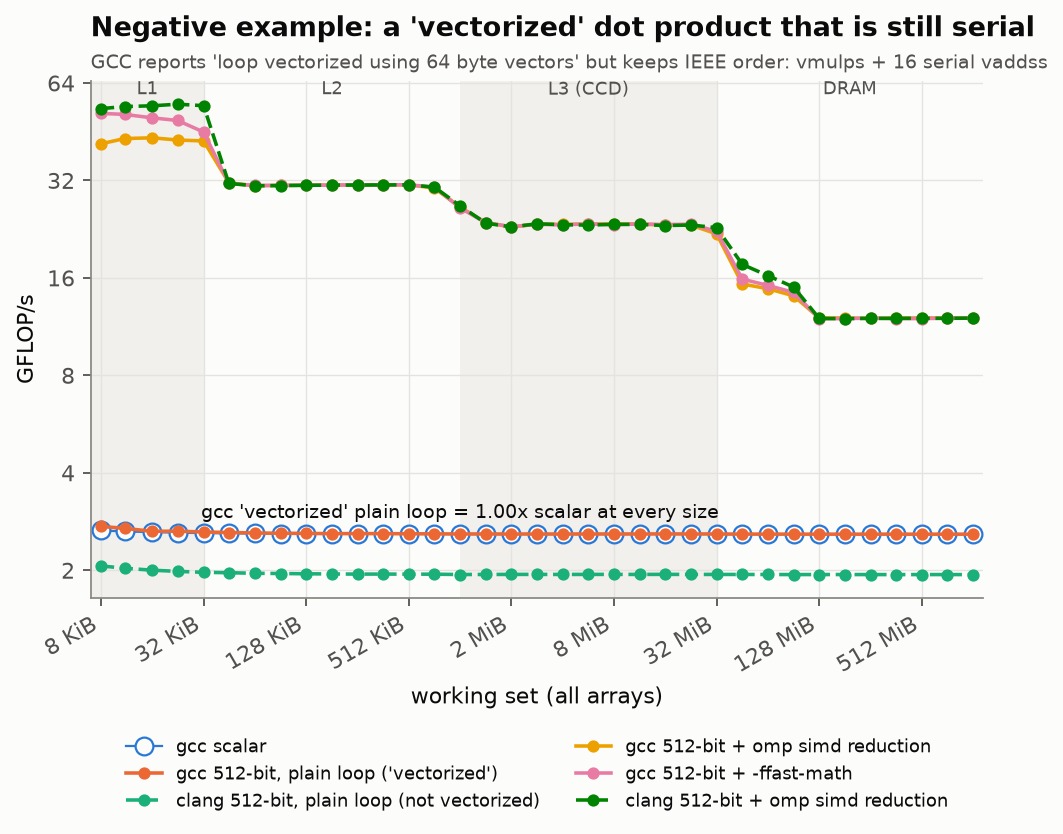 Negative example: a 'vectorized' dot product that is still serial
GCC reports 'loop vectorized using 64 byte vectors' but keeps IEEE order: vmulps + 16 serial vaddss
L1
L2
L3 (CCD)
DRAM
64
32
16
8
4
2
GFLOP/s
gcc 'vectorized' plain loop = 1.00x scalar at every size
8 KiB
32 KiB
128 KiB
512 KiB
2 MiB
8 MiB
32 MiB
128 MiB
512 MiB
working set (all arrays)
gcc scalar
gcc 512-bit, plain loop ('vectorized')
clang 512-bit, plain loop (not vectorized)
gcc 512-bit + omp simd reduction
gcc 512-bit + -ffast-math
clang 512-bit + omp simd reduction